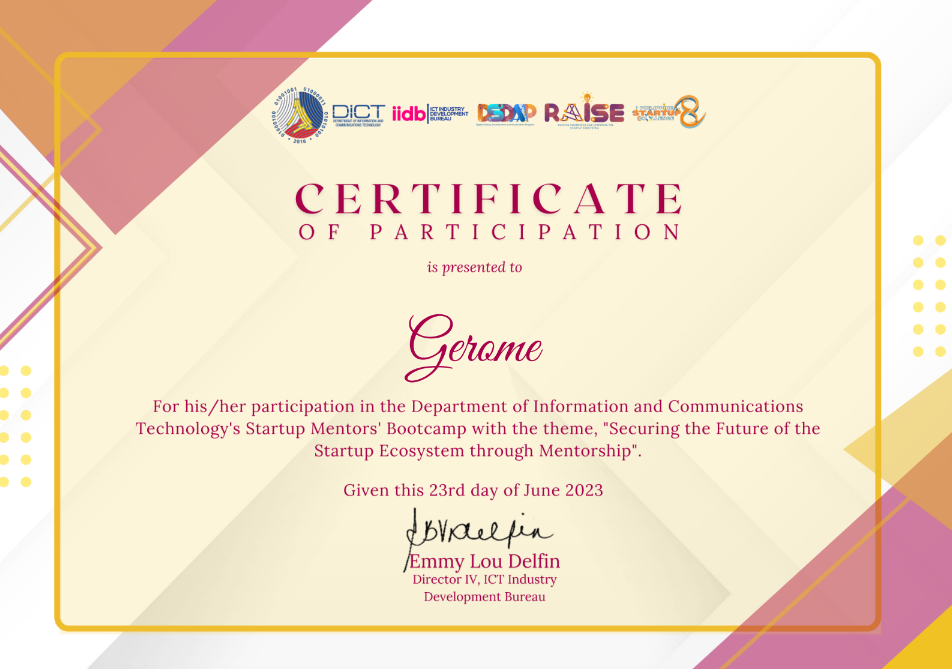 DICT
DEPARTMENT OF INFORMATION AND
COMMUNICATIONS TECHNOLOGY
2016
iidb
ICT INDUSTRY
DEVELOPMENT
BUREAU
DSDAP
RAISE
STARTUP
CERTIFICATE
OF PARTICIPATION
is presented to
Gerome
For his/her participation in the Department of Information and Communications
Technology's Startup Mentors' Bootcamp with the theme, "Securing the Future of the
Startup Ecosystem through Mentorship".
Given this 23rd day of June 2023
Emmy Lou Delfin
Director IV, ICT Industry
Development Bureau